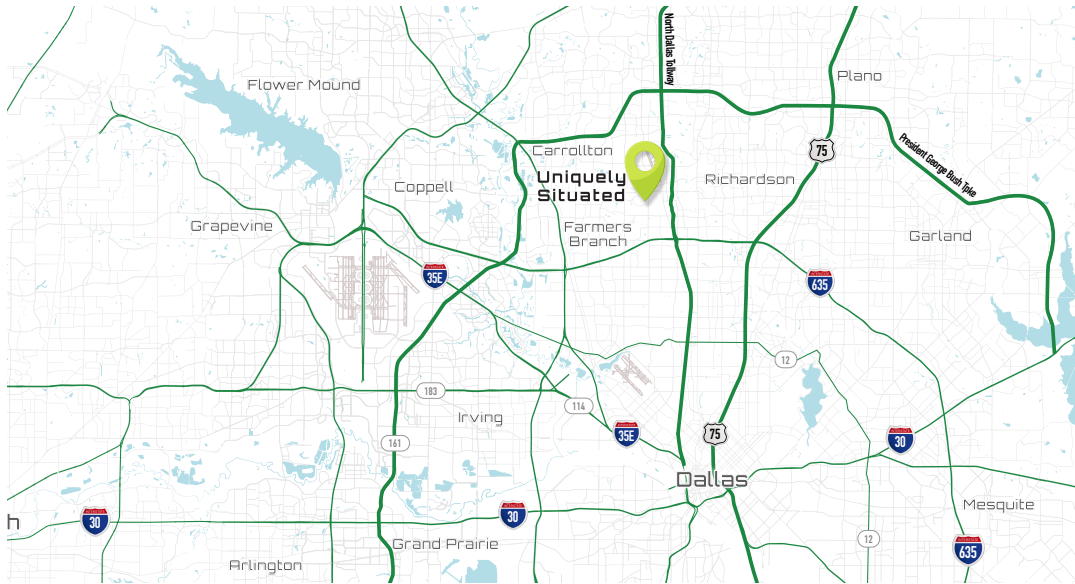 North Dallas Tollway
Plano
Flower Mound
75
President George Bush Tpke
Carrollton
Uniquely
Situated
Richardson
Coppell
Grapevine
Farmers
Branch
Garland
35E
635
12
183
114
Irving
161
35E
75
30
Dallas
h
30
30
Mesquite
12
635
Grand Prairie
Arlington